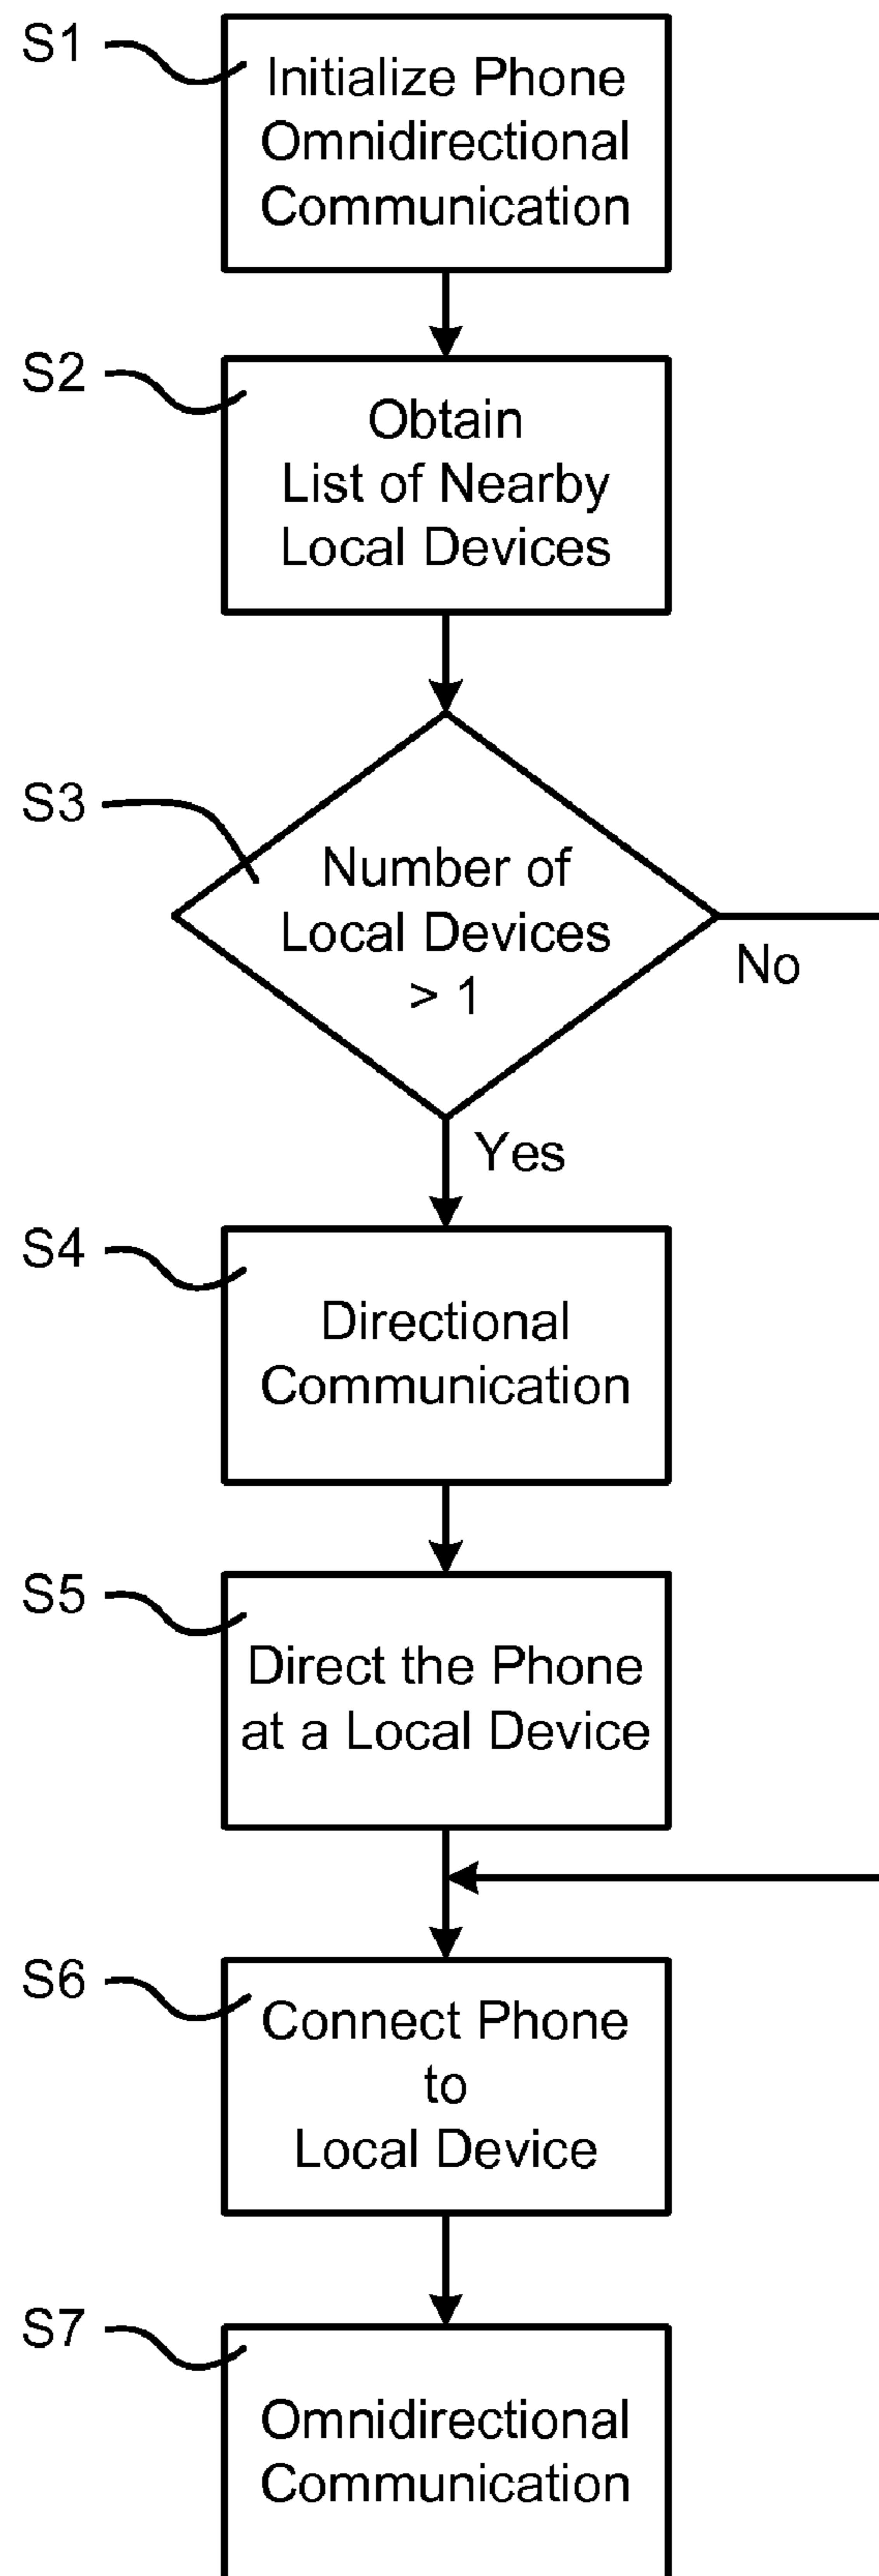 S1
Initialize Phone
Omnidirectional
Communication
S2
Obtain
List of Nearby
Local Devices
S3
Number of
Local Devices
> 1
No
Yes
S4
Directional
Communication
S5
Direct the Phone
at a Local Device
S6
Connect Phone
to
Local Device
S7
Omnidirectional
Communication